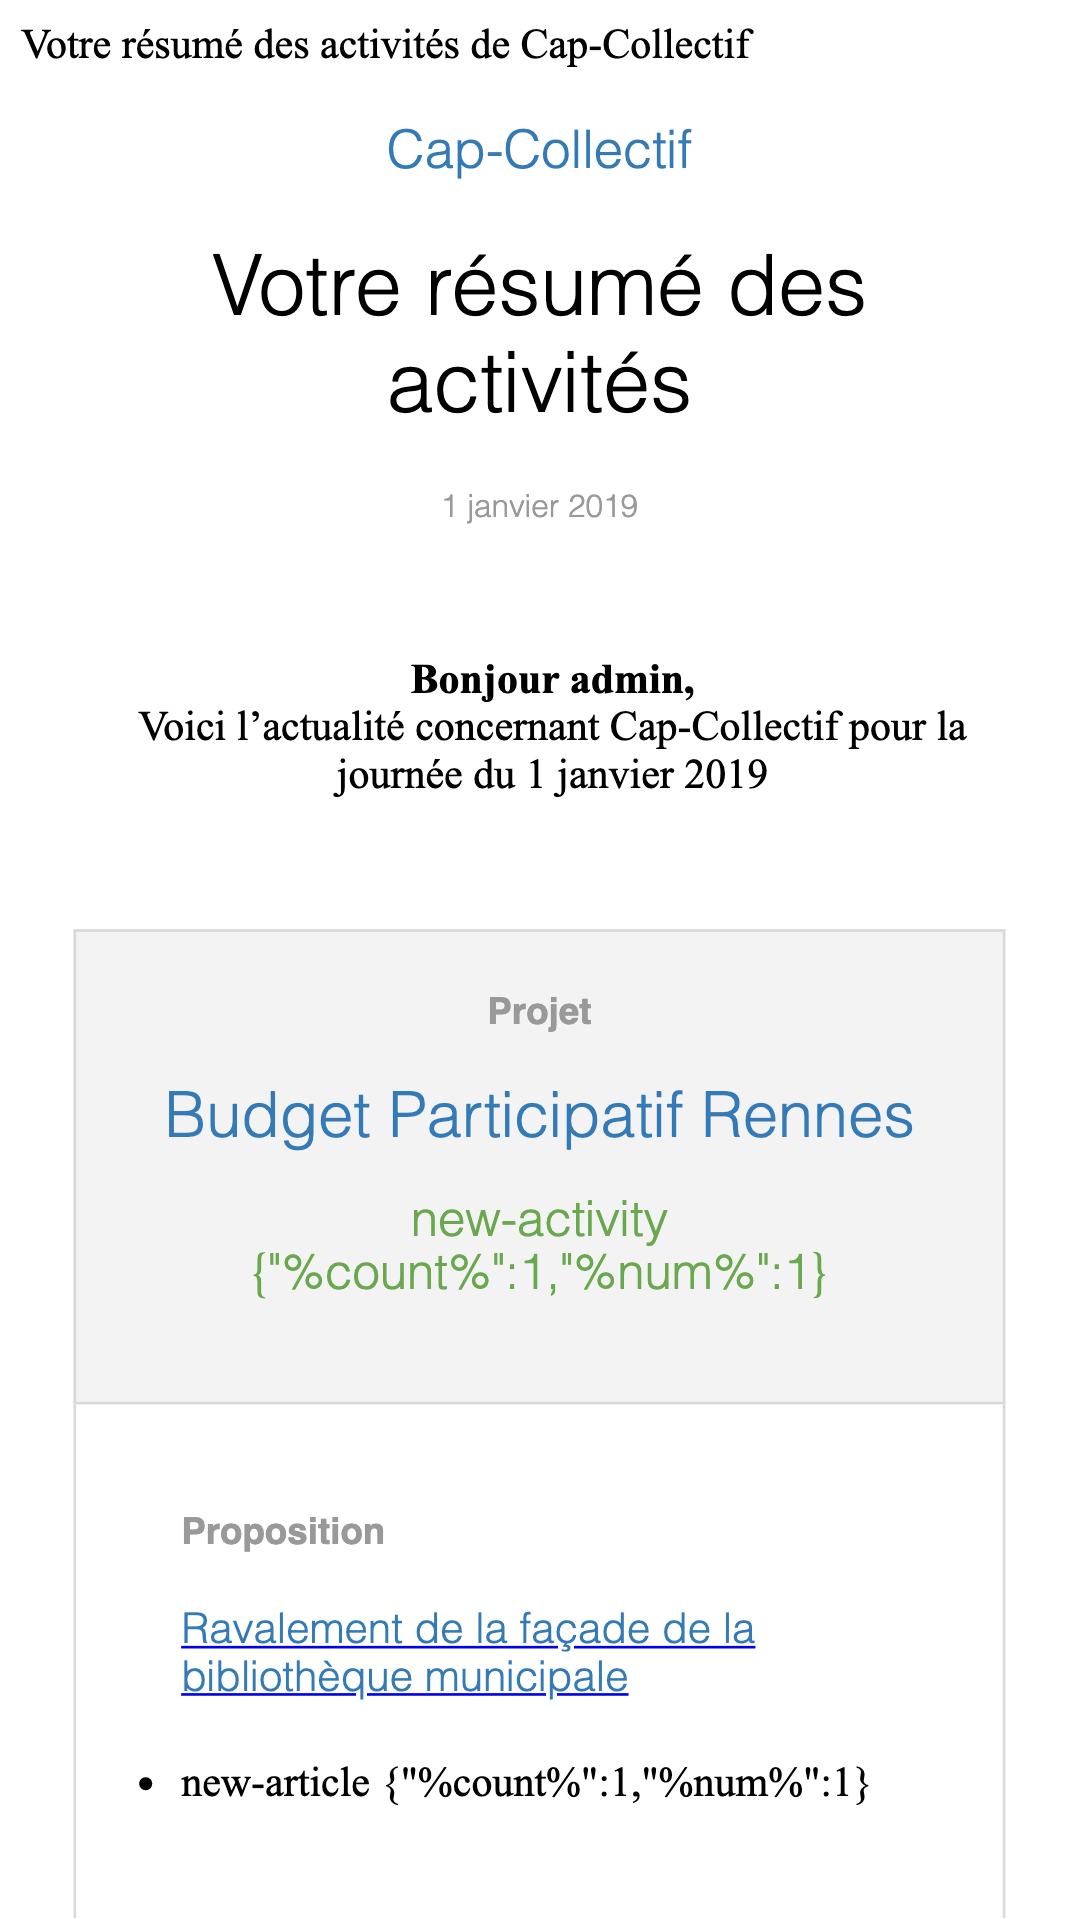 Votre résumé des activités de Cap-Collectif
Cap-Collectif
Votre résumé des
activités
1 janvier 2019
Bonjour admin,
Voici l’actualité concernant Cap-Collectif pour la
journée du 1 janvier 2019
Projet
Budget Participatif Rennes
new-activity
{"%count%":1,"%num%":1}
Proposition
Ravalement de la façade de la
bibliothèque municipale
• new-article {"%count%":1,"%num%":1}